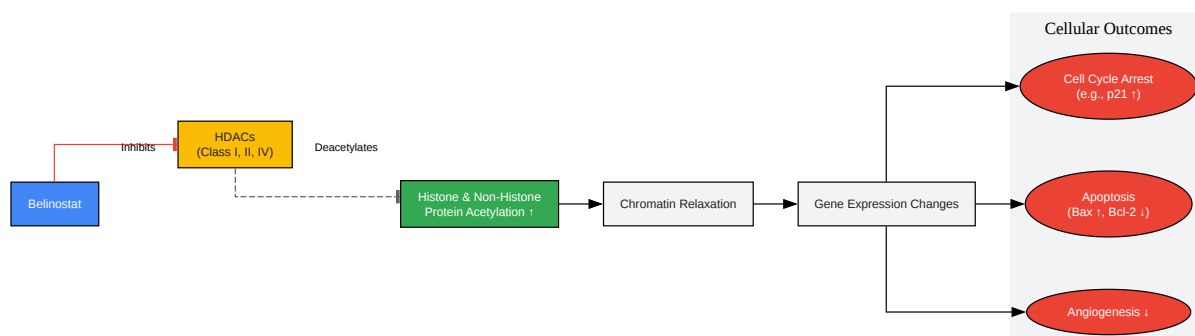 Cellular Outcomes
Cell Cycle Arrest
(e.g., p21 ↑)
HDACs
(Class I, II, IV)
Inhibits
Deacetylates
Belinostat
Histone & Non-Histone
Protein Acetylation ↑
Chromatin Relaxation
Gene Expression Changes
Apoptosis
(Bax ↑, Bcl-2 ↓)
Angiogenesis ↓